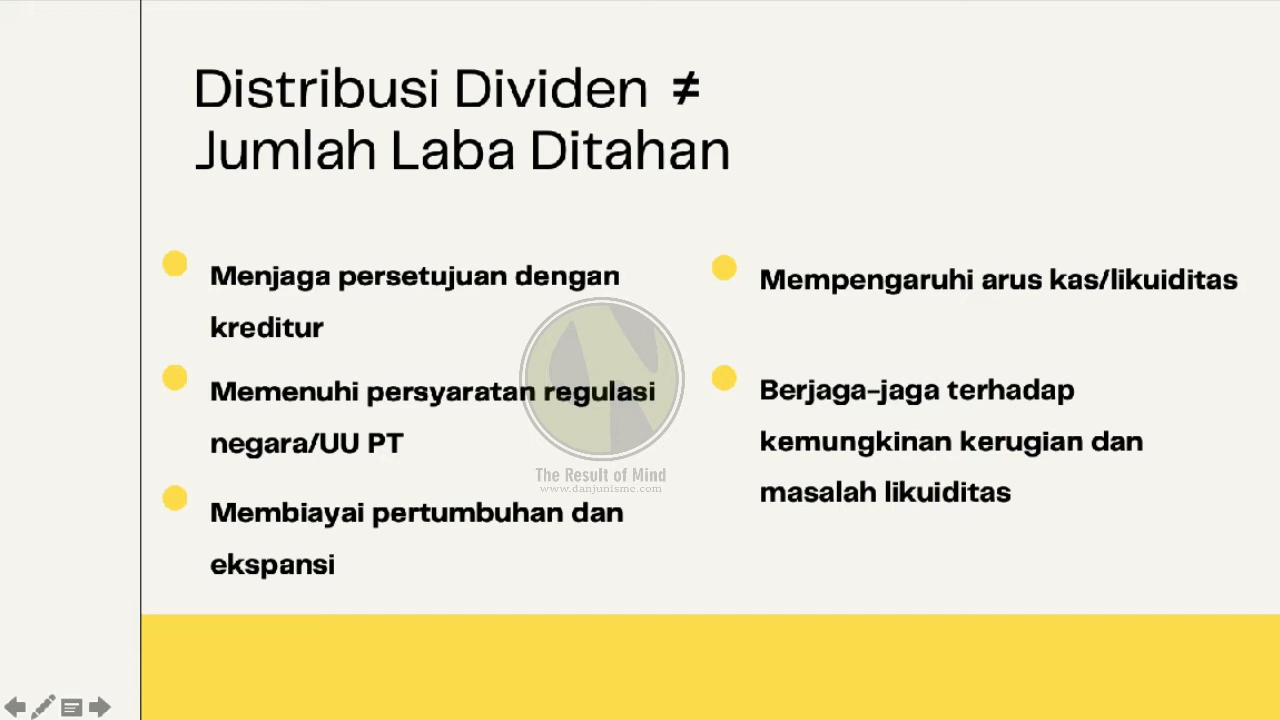 Distribusi Dividen ≠
Jumlah Laba Ditahan
Menjaga persetujuan dengan
kreditur
Memenuhi persyaratan regulasi
negara/UU PT
Membiayai pertumbuhan dan
ekspansi
Mempengaruhi arus kas/likuiditas
Berjaga-jaga terhadap
kemungkinan kerugian dan
masalah likuiditas
The Result of Mind
www.danjunisme.com